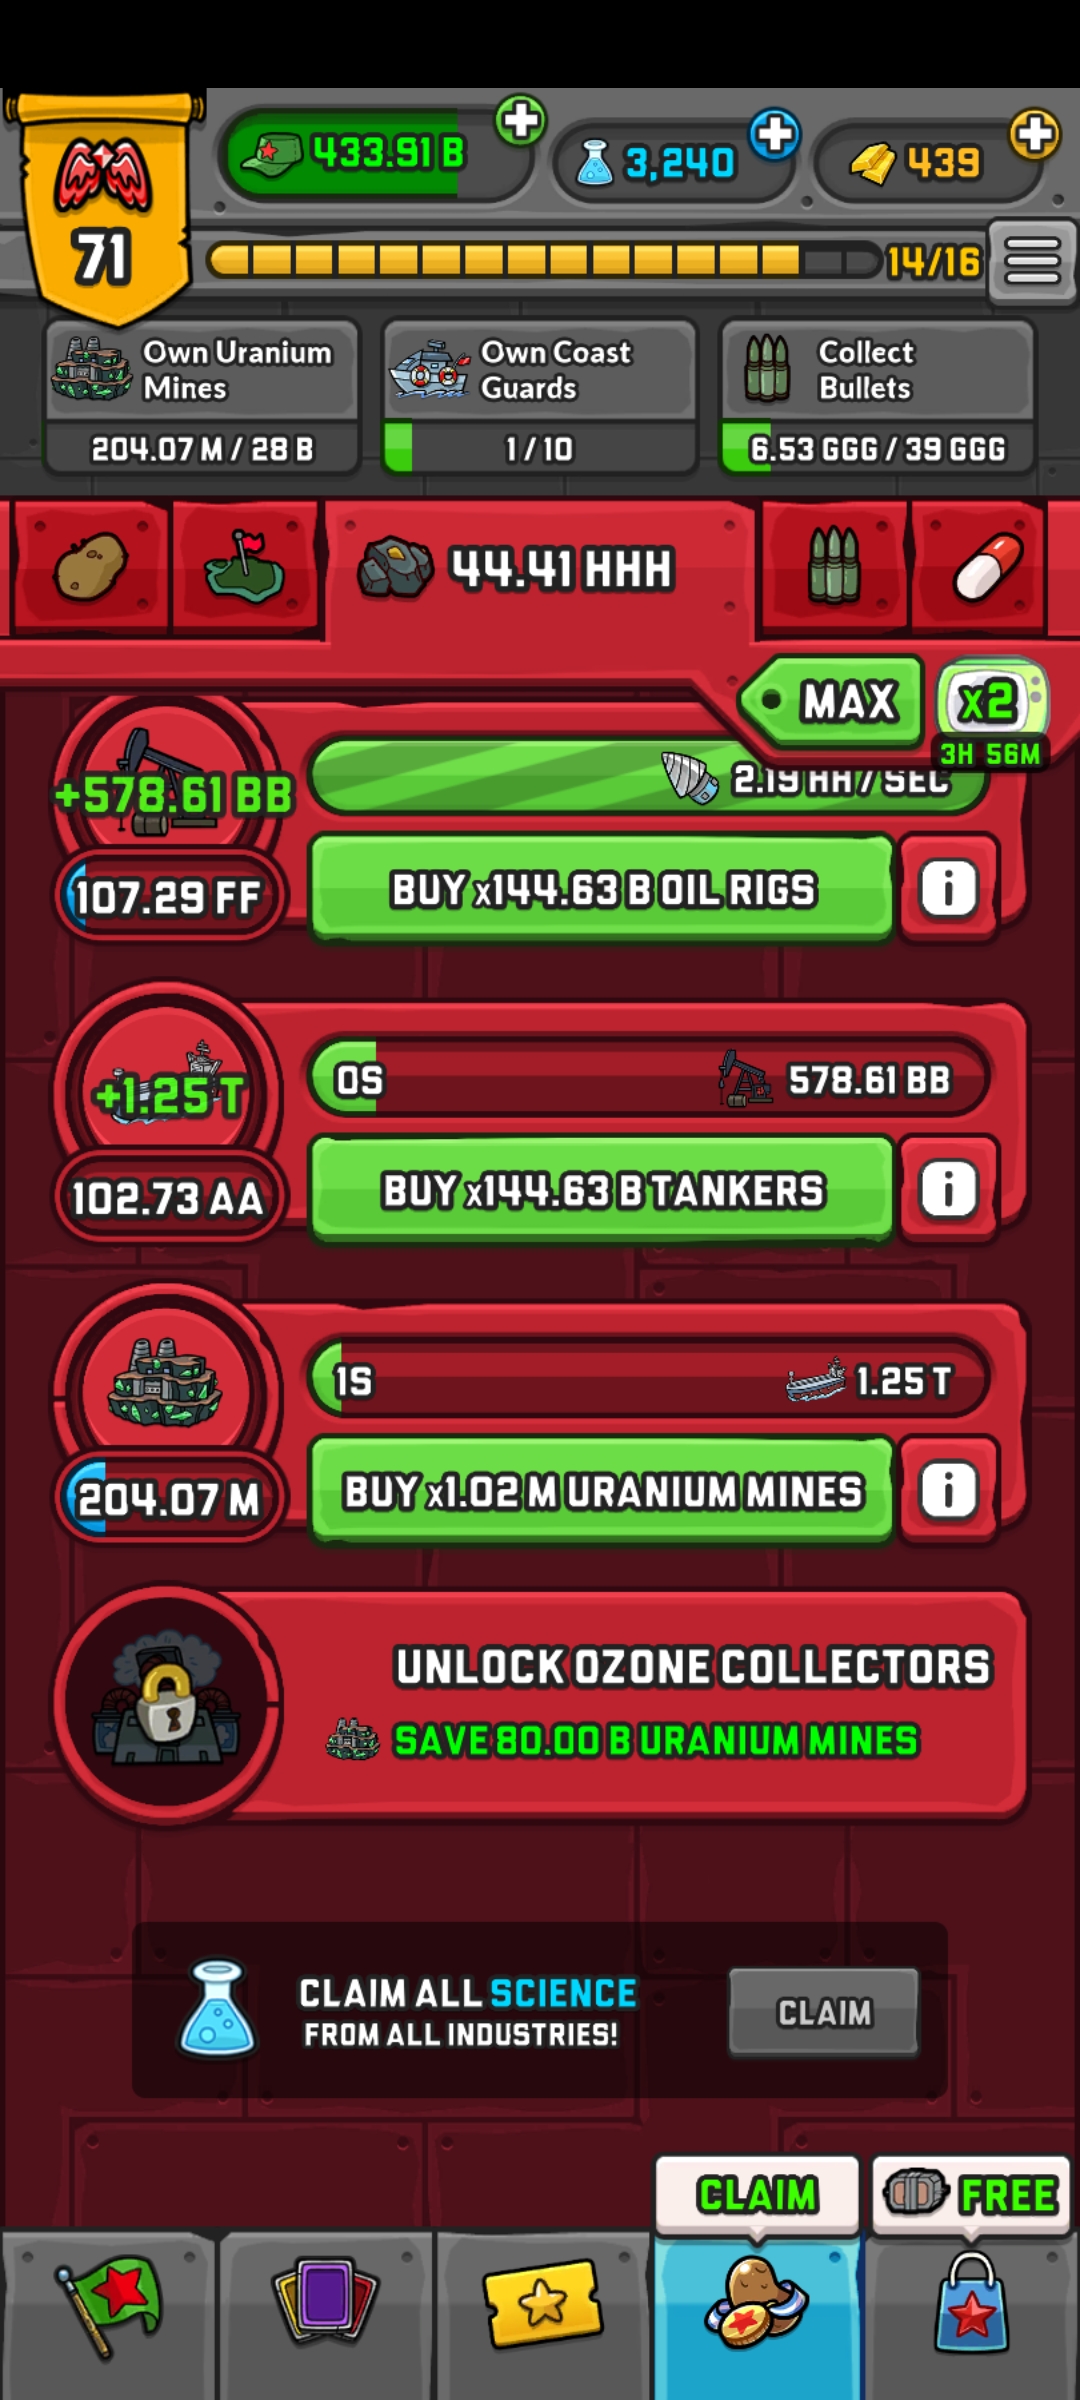 433.91 B
3,240
439
71
14/16
Own Uranium
Mines
204.07 M / 28 B
Own Coast
Guards
1 / 10
Collect
Bullets
6.53 GGG / 39 GGG
44.41 HHH
MAX
x2
3H 56M
+578.61 BB
2.19 HH / SEC
107.29 FF
BUY x144.63 B OIL RIGS
i
+1.25 T
0S
578.61 BB
102.73 AA
BUY x144.63 B TANKERS
i
1S
1.25 T
204.07 M
BUY x1.02 M URANIUM MINES
i
UNLOCK OZONE COLLECTORS
SAVE 80.00 B URANIUM MINES
CLAIM ALL SCIENCE
FROM ALL INDUSTRIES!
CLAIM
CLAIM
FREE